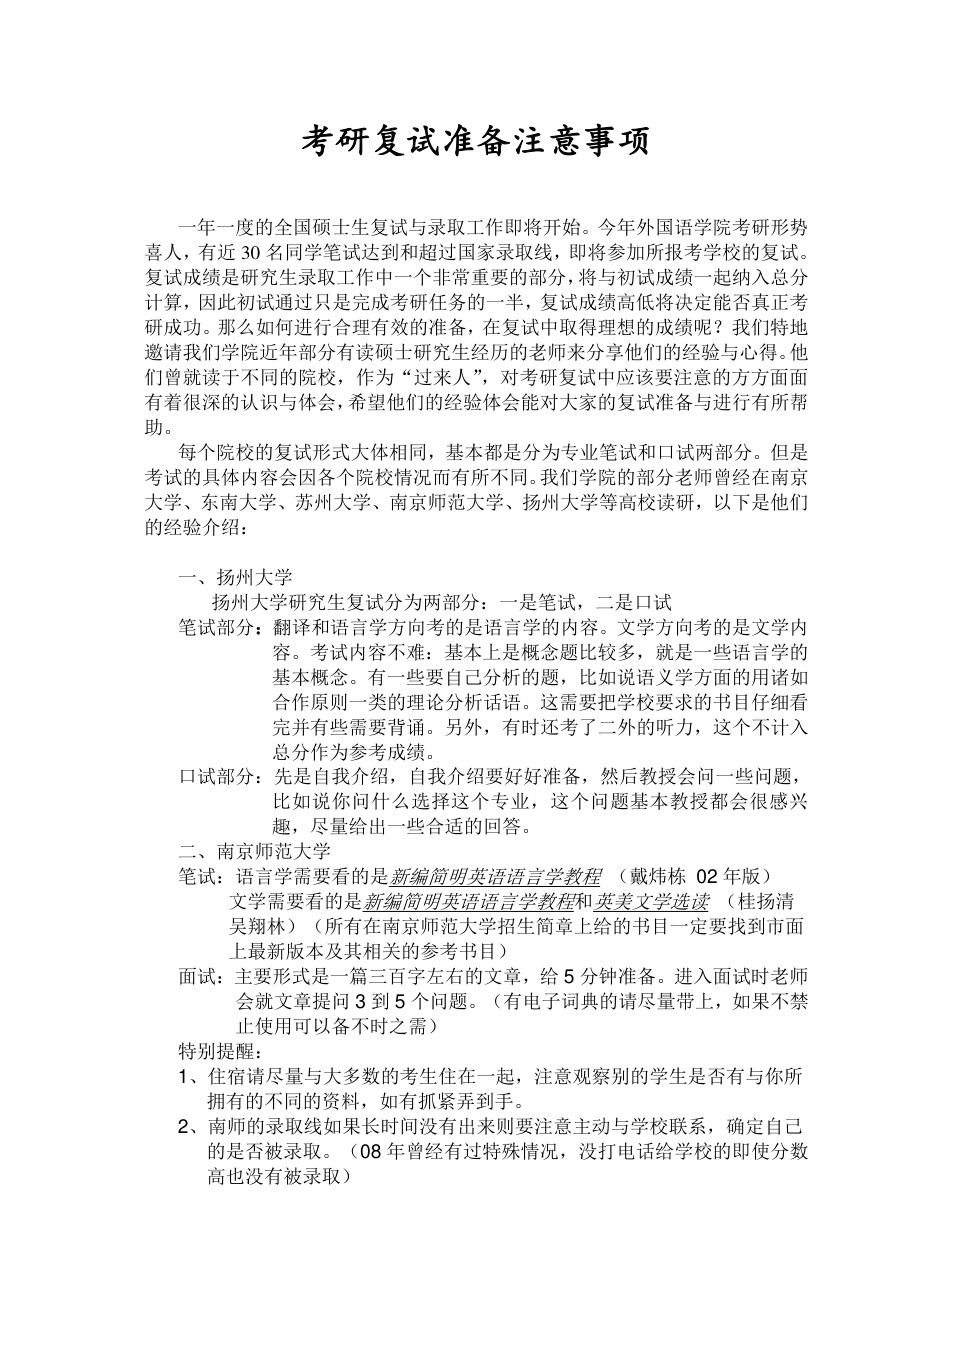 考研复试准备注意事项
一年一度的全国硕士生复试与录取工作即将开始。今年外国语学院考研形势
喜人，有近 30 名同学笔试达到和超过国家录取线，即将参加所报考学校的复试。
复试成绩是研究生录取工作中一个非常重要的部分，将与初试成绩一起纳入总分
计算，因此初试通过只是完成考研任务的一半，复试成绩高低将决定能否真正考
研成功。那么如何进行合理有效的准备，在复试中取得理想的成绩呢？我们特地
邀请我们学院近年部分有读硕士研究生经历的老师来分享他们的经验与心得。他
们曾就读于不同的院校，作为“过来人”，对考研复试中应该要注意的方方面面
有着很深的认识与体会，希望他们的经验体会能对大家的复试准备与进行有所帮
助。
每个院校的复试形式大体相同，基本都是分为专业笔试和口试两部分。但是
考试的具体内容会因各个院校情况而有所不同。我们学院的部分老师曾经在南京
大学、东南大学、苏州大学、南京师范大学、扬州大学等高校读研，以下是他们
的经验介绍：
一、扬州大学
扬州大学研究生复试分为两部分：一是笔试，二是口试
笔试部分：翻译和语言学方向考的是语言学的内容。文学方向考的是文学内
容。考试内容不难：基本上是概念题比较多，就是一些语言学的
基本概念。有一些要自己分析的题，比如说语义学方面的用诸如
合作原则一类的理论分析话语。这需要把学校要求的书目仔细看
完并有些需要背诵。另外，有时还考了二外的听力，这个不计入
总分作为参考成绩。
口试部分：先是自我介绍，自我介绍要好好准备，然后教授会问一些问题，
比如说你问什么选择这个专业，这个问题基本教授都会很感兴
趣，尽量给出一些合适的回答。
二、南京师范大学
笔试：语言学需要看的是新编简明英语语言学教程 （戴炜栋 02 年版）
文学需要看的是新编简明英语语言学教程和英美文学选读 （桂扬清
吴翔林）（所有在南京师范大学招生简章上给的书目一定要找到市面
上最新版本及其相关的参考书目）
面试：主要形式是一篇三百字左右的文章，给 5 分钟准备。进入面试时老师
会就文章提问 3 到 5 个问题。（有电子词典的请尽量带上，如果不禁
止使用可以备不时之需）
特别提醒：
1、住宿请尽量与大多数的考生住在一起，注意观察别的学生是否有与你所
拥有的不同的资料，如有抓紧弄到手。
2、南师的录取线如果长时间没有出来则要注意主动与学校联系，确定自己
的是否被录取。（08 年曾经有过特殊情况，没打电话给学校的即使分数
高也没有被录取）